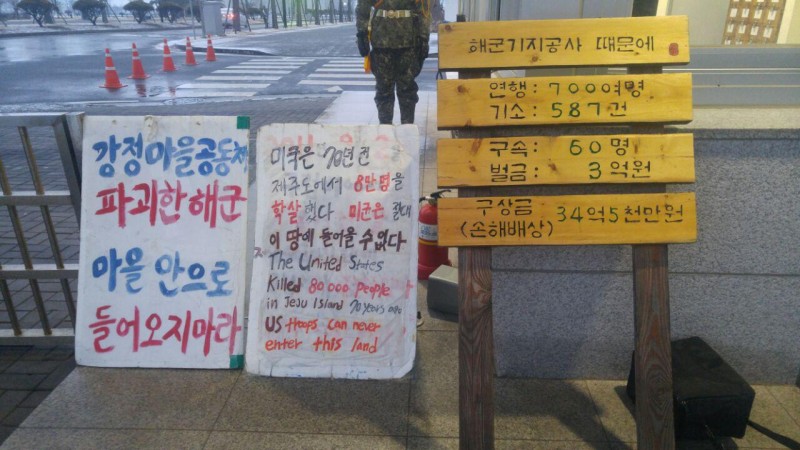 강정마을공동체
파괴한 해군
마을 안으로
들어오지마라
미국은 70년 전
제주도에서 8만명을
학살 했다 미군은 절대
이 땅에 들어올 수 없다
The United States
Killed 80000 people
in Jeju Island 70 years ago
US troops can never
enter this land
해군기지공사 때문에
연행: 7000여명
기소: 587건
구속: 60명
벌금: 3억원
구상금 34억5천만원
(손해배상)